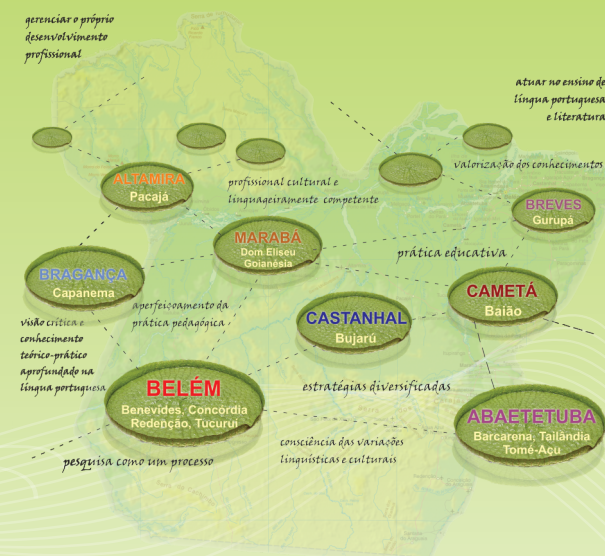 gerenciar o próprio
desenvolvimento
profissional
atuar no ensino de
língua portuguesa
e literatura
valorização dos conhecimentos
ALTAMIRA
Pacajá
profissional cultural e
linguageiramente competente
BREVES
Gurupá
MARABÁ
Dom Eliseu
Goianésia
prática educativa
BRAGANÇA
Capanema
CAMETÁ
Baião
aperfeiçoamento da
prática pedagógica
CASTANHAL
Bujarú
visão crítica e
conhecimento
teórico-prático
aprofundado na
língua portuguesa
BELÉM
Benevides, Concórdia
Redenção, Tucuruí
estratégias diversificadas
ABAETETUBA
Barcarena, Tailândia
Tomé-Açu
consciência das variações
linguísticas e culturais
pesquisa como um processo